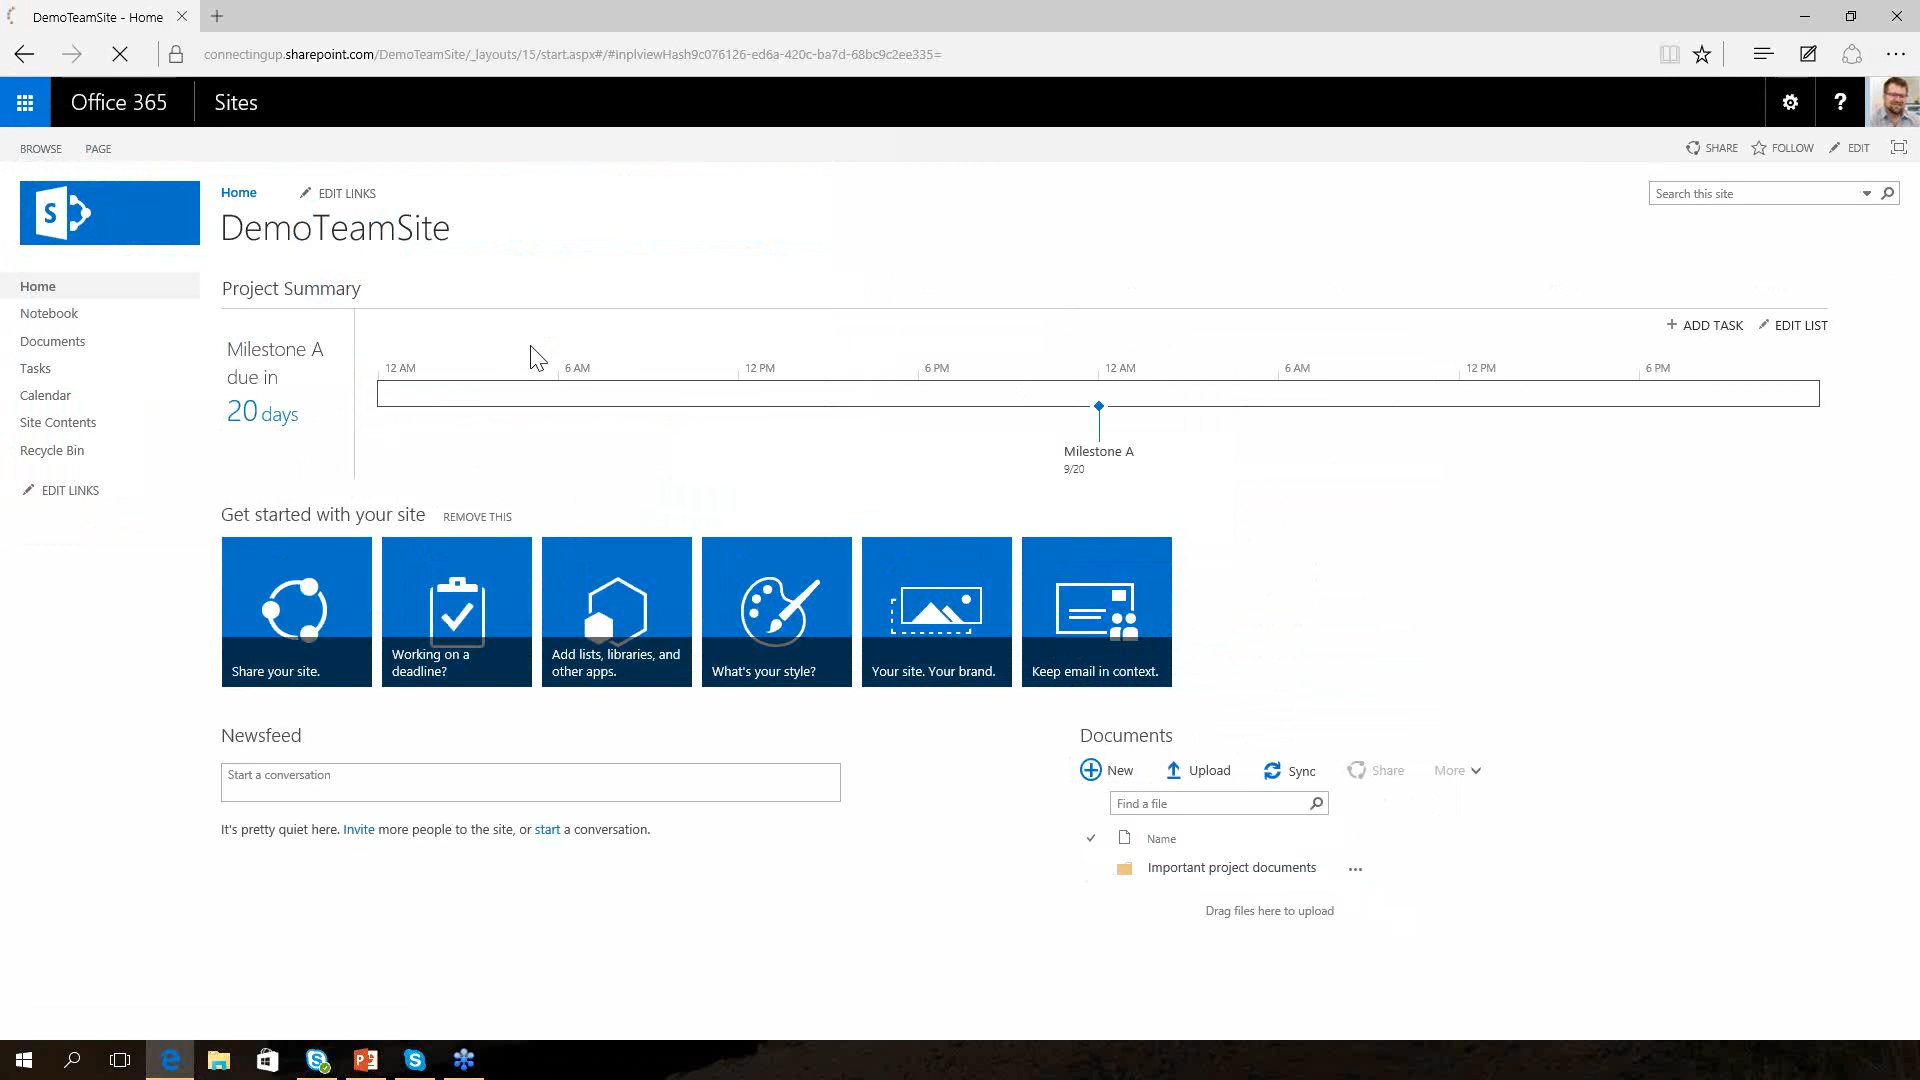 DemoTeamSite - Home
connectingup.sharepoint.com/DemoTeamSite/_layouts/15/start.aspx#/#InplviewHash9c076126-ed6a-420c-ba7d-68bc9c2ee335=
Office 365 Sites ?
BROWSE PAGE SHARE FOLLOW EDIT
S
Home EDIT LINKS Search this site
DemoTeamSite
Home
Notebook
Documents
Tasks
Calendar
Site Contents
Recycle Bin
EDIT LINKS
Project Summary
+ ADD TASK EDIT LIST
Milestone A
due in
20 days
12 AM 6 AM 12 PM 6 PM 12 AM 6 AM 12 PM 6 PM
Milestone A
9/20
Get started with your site REMOVE THIS
Share your site.
Working on a
deadline?
Add lists, libraries, and
other apps.
What's your style?
Your site. Your brand.
Keep email in context.
Newsfeed
Start a conversation
It's pretty quiet here. Invite more people to the site, or start a conversation.
Documents
New Upload Sync Share More
Find a file
Name
Important project documents ...
Drag files here to upload